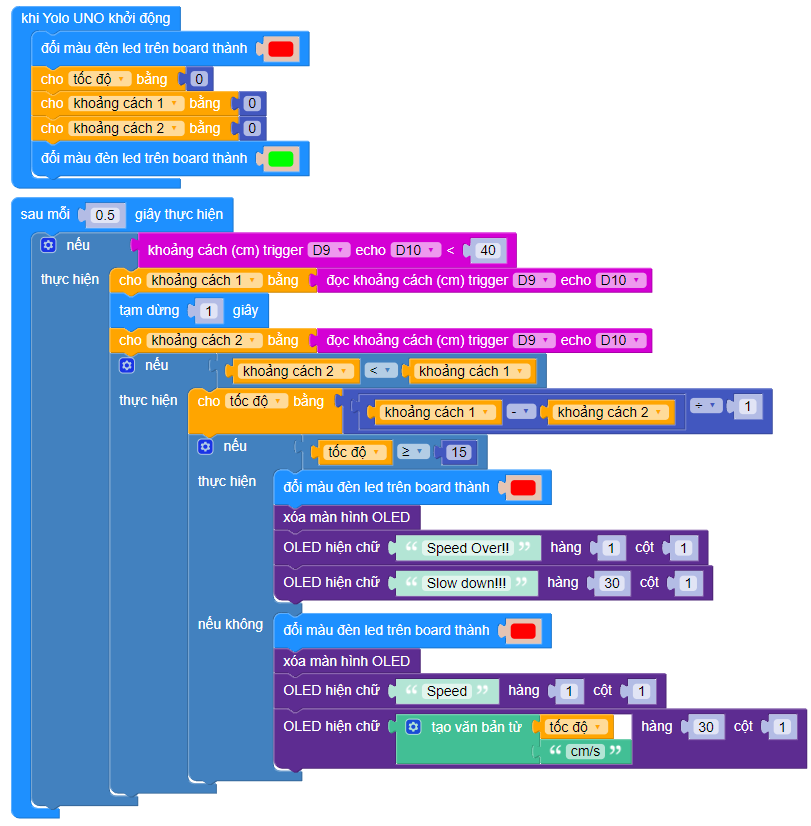 khi Yolo UNO khởi động
đổi màu đèn led trên board thành
cho tốc độ bằng 0
cho khoảng cách 1 bằng 0
cho khoảng cách 2 bằng 0
đổi màu đèn led trên board thành
sau mỗi 0.5 giây thực hiện
nếu khoảng cách (cm) trigger D9 echo D10 < 40
thực hiện cho khoảng cách 1 bằng đọc khoảng cách (cm) trigger D9 echo D10
tạm dừng 1 giây
cho khoảng cách 2 bằng đọc khoảng cách (cm) trigger D9 echo D10
nếu khoảng cách 2 < khoảng cách 1
thực hiện cho tốc độ bằng khoảng cách 1 - khoảng cách 2 ÷ 1
nếu tốc độ ≥ 15
thực hiện đổi màu đèn led trên board thành
xóa màn hình OLED
OLED hiện chữ “ Speed Over!! ” hàng 1 cột 1
OLED hiện chữ “ Slow down!!! ” hàng 30 cột 1
nếu không đổi màu đèn led trên board thành
xóa màn hình OLED
OLED hiện chữ “ Speed ” hàng 1 cột 1
OLED hiện chữ tạo văn bản từ tốc độ hàng 30 cột 1
“ cm/s ”